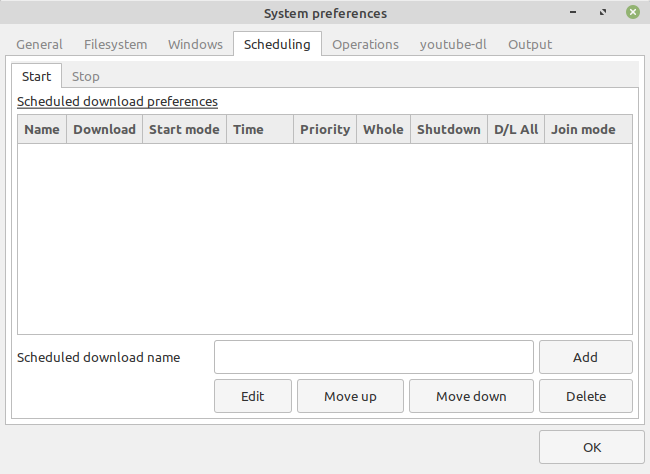 System preferences
General Filesystem Windows Scheduling Operations youtube-dl Output
Start Stop
Scheduled download preferences
Name Download Start mode Time Priority Whole Shutdown D/L All Join mode
Scheduled download name Add
Edit Move up Move down Delete
OK